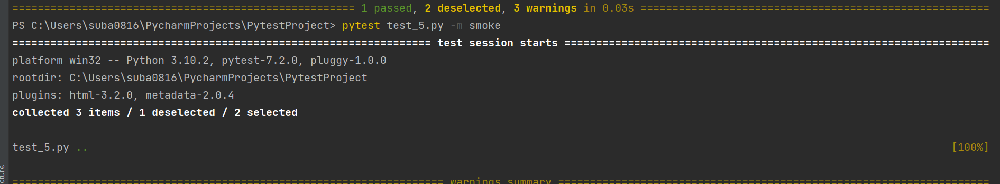 ====================================================== 1 passed, 2 deselected, 3 warnings in 0.03s =======================================================
PS C:\Users\suba0816\PycharmProjects\PytestProject> pytest test_5.py -m smoke
================================================================== test session starts ===================================================================
platform win32 -- Python 3.10.2, pytest-7.2.0, pluggy-1.0.0
rootdir: C:\Users\suba0816\PycharmProjects\PytestProject
plugins: html-3.2.0, metadata-2.0.4
collected 3 items / 1 deselected / 2 selected
test_5.py .. [100%]
==================================================================== warnings summary ====================================================================